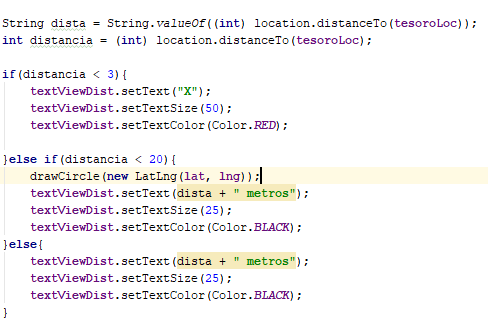 String dista = String.valueOf((int) location.distanceTo(tesoroLoc));
int distancia = (int) location.distanceTo(tesoroLoc);
if(distancia < 3){
textViewDist.setText("X");
textViewDist.setTextSize(50);
textViewDist.setTextColor(Color.RED);
}else if(distancia < 20){
drawCircle(new LatLng(lat, lng));
textViewDist.setText(dista + " metros");
textViewDist.setTextSize(25);
textViewDist.setTextColor(Color.BLACK);
}else{
textViewDist.setText(dista + " metros");
textViewDist.setTextSize(25);
textViewDist.setTextColor(Color.BLACK);
}